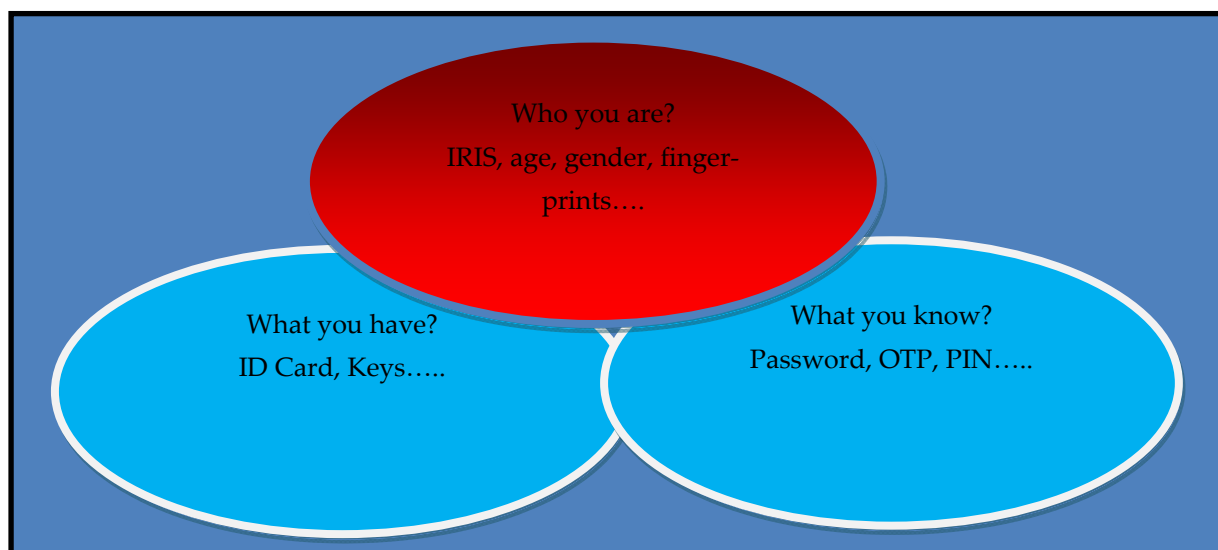 Who you are?
IRIS, age, gender, finger-
prints….
What you have?
ID Card, Keys…..
What you know?
Password, OTP, PIN…..